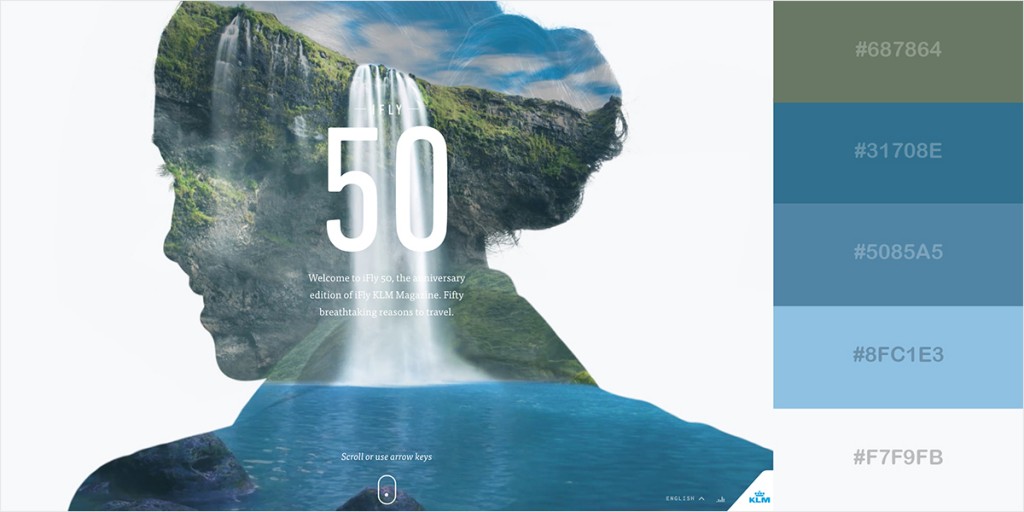 iFLY
50
Welcome to iFly 50, the anniversary
edition of iFly KLM Magazine. Fifty
breathtaking reasons to travel.
Scroll or use arrow keys
ENGLISH
KLM
#687864
#31708E
#5085A5
#8FC1E3
#F7F9FB